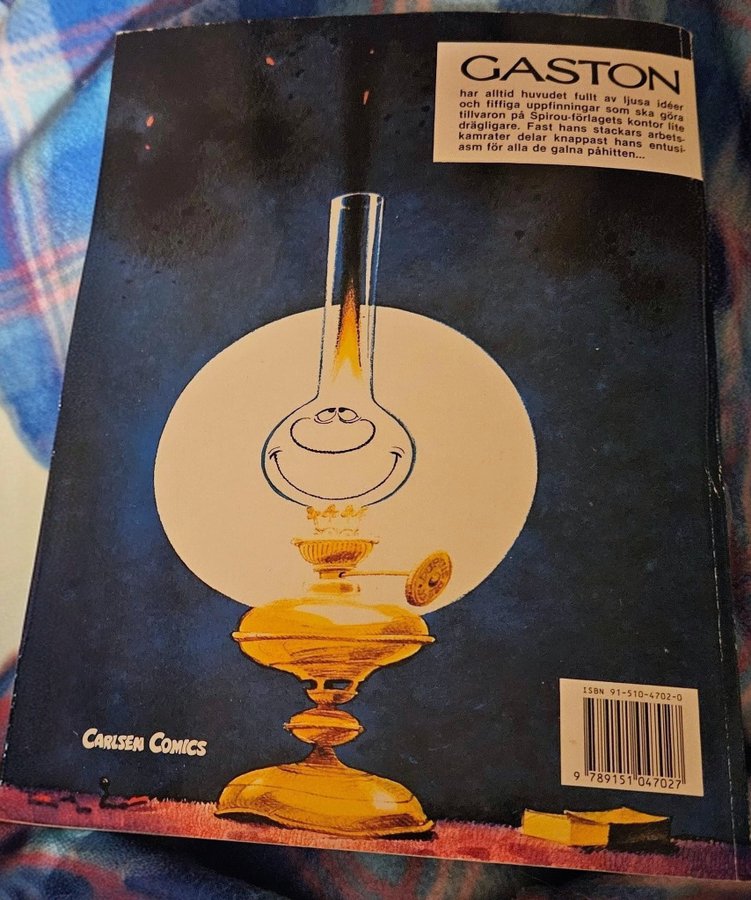 GASTON
har alltid huvudet fullt av ljusa idéer
och fiffiga uppfinningar som ska göra
tillvaron på Spirou-förlagets kontor lite
drägligare. Fast hans stackars arbets-
kamrater delar knappast hans entusi-
asm för alla de galna påhitten...
CARLSEN COMICS
ISBN 91-510-4702-0
9 789151 047027